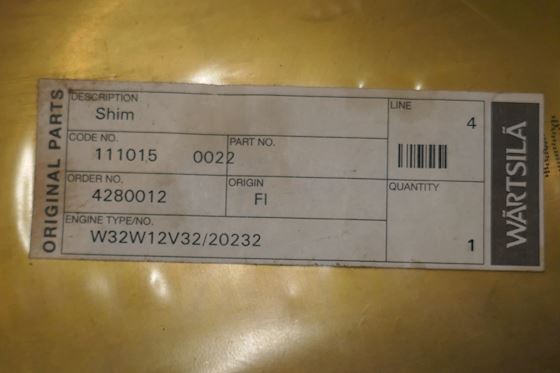 ORIGINAL PARTS
DESCRIPTION
Shim
LINE
4
CODE NO.
111015 0022
PART NO.
ORDER NO.
4280012
ORIGIN
FI
QUANTITY
1
ENGINE TYPE/NO.
W32W12V32/20232
WÄRTSILÄ